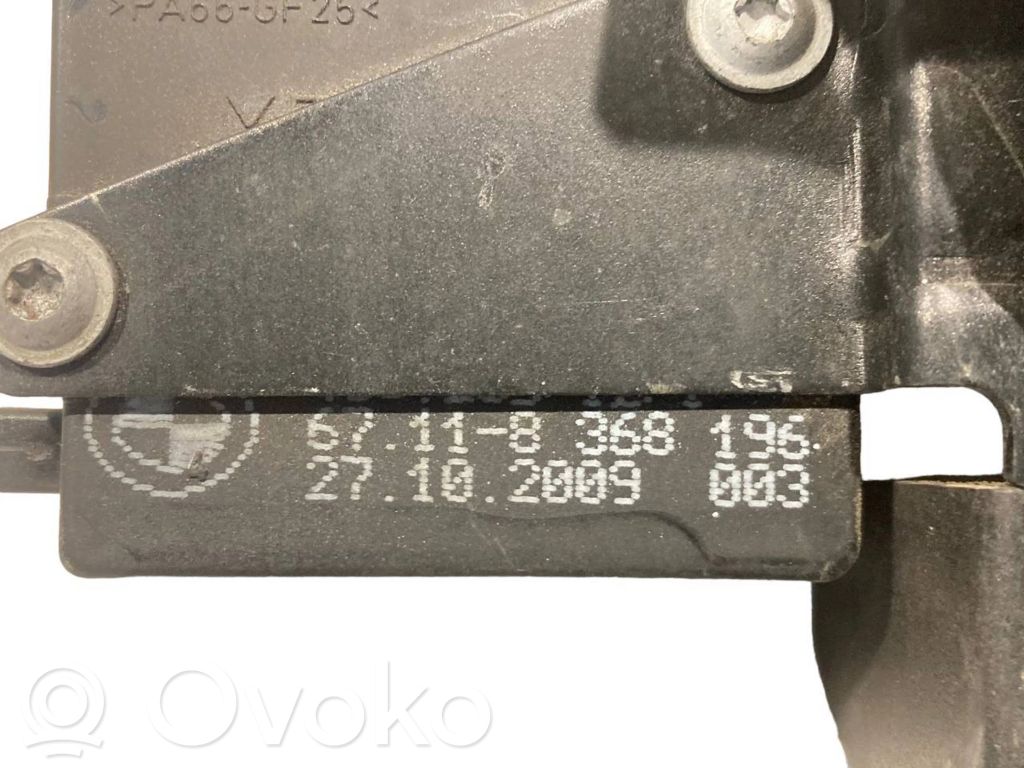 >PA66-GF25<
67.11-8 368 196
27.10.2009 003
Ovoko